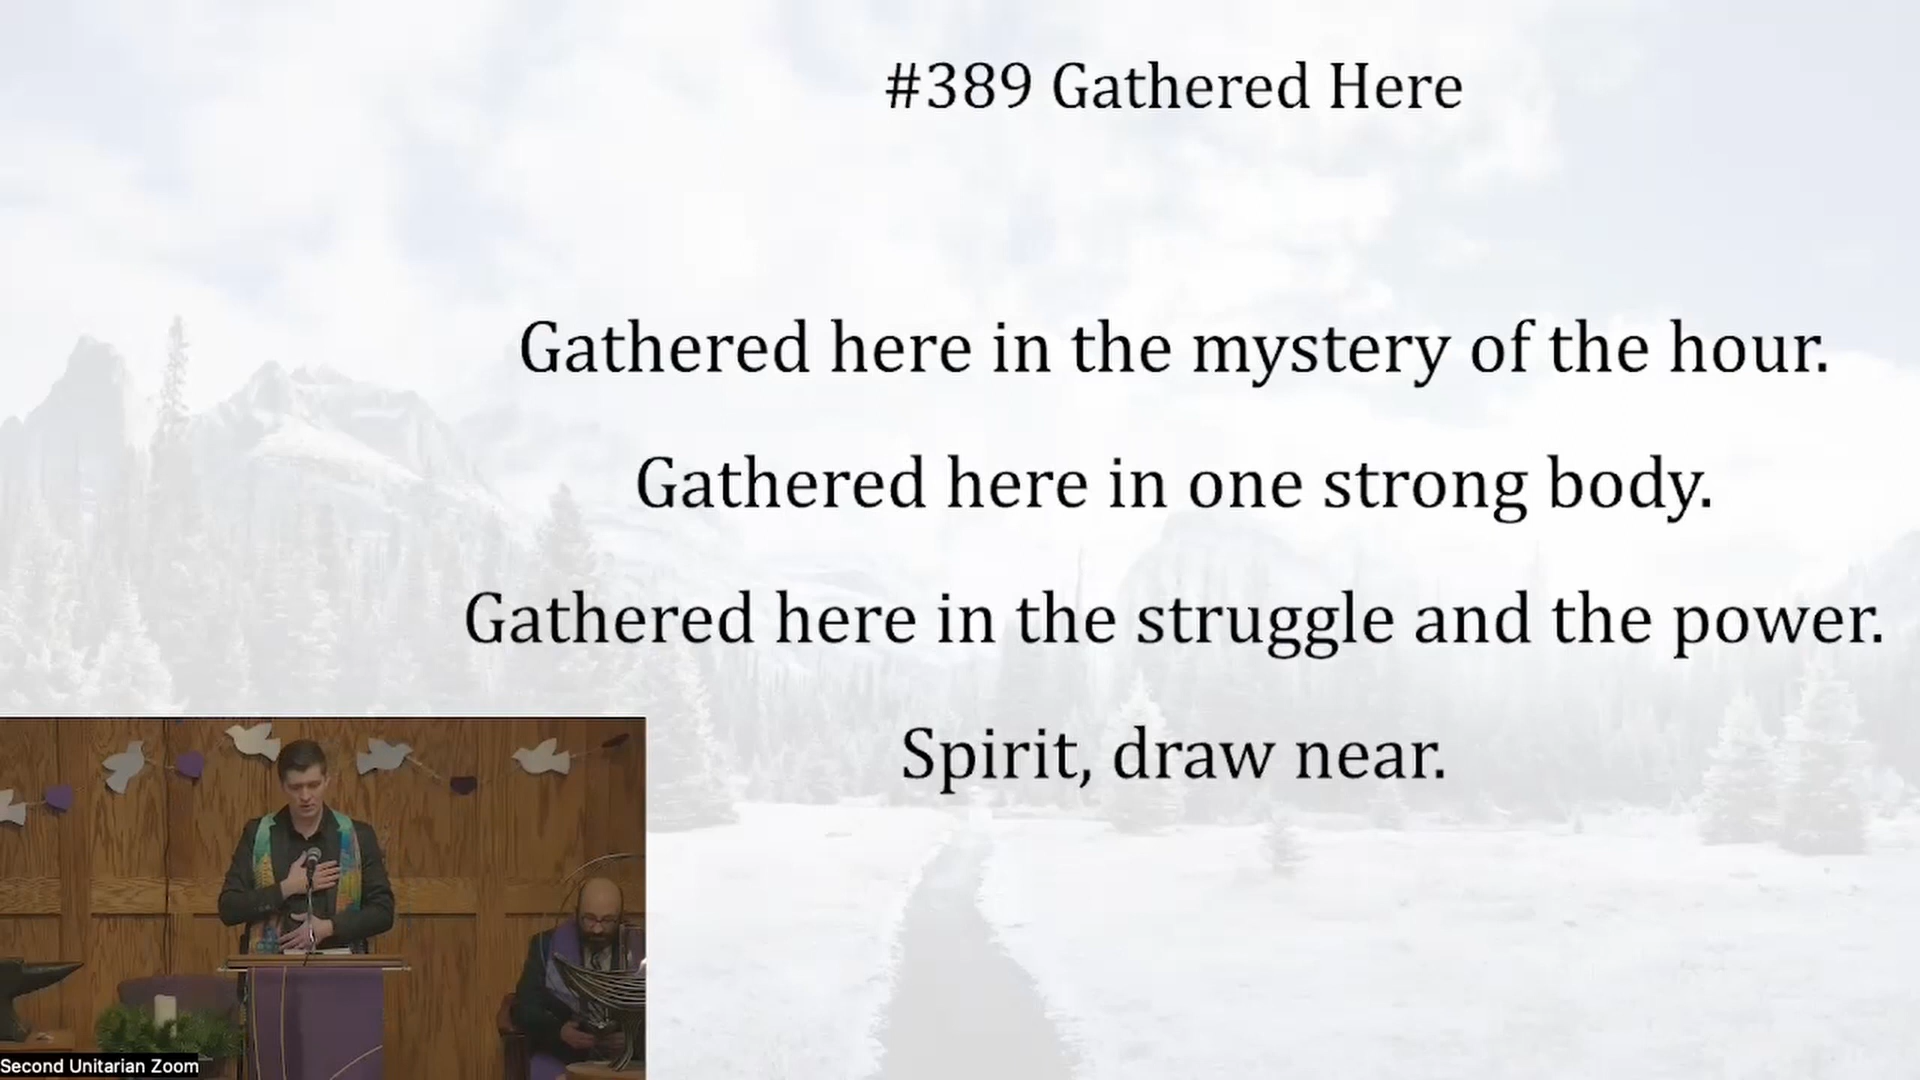 #389 Gathered Here
Gathered here in the mystery of the hour.
Gathered here in one strong body.
Gathered here in the struggle and the power.
Spirit, draw near.
Second Unitarian Zoom